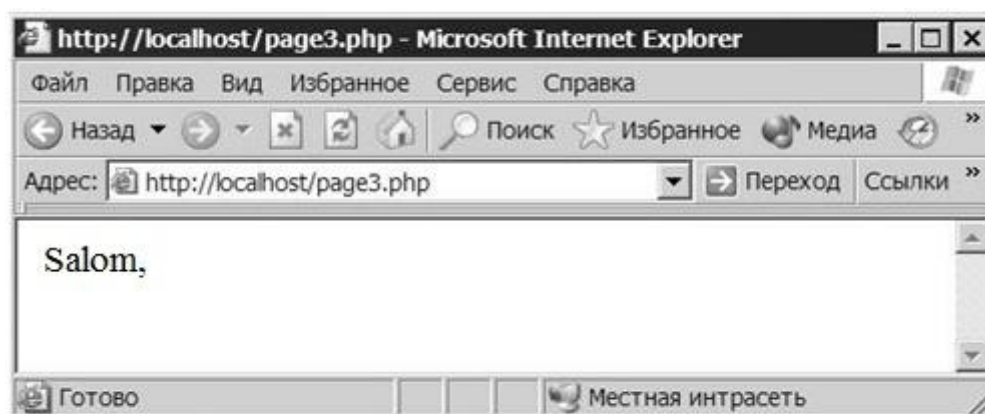 http://localhost/page3.php - Microsoft Internet Explorer
Файл Правка Вид Избранное Сервис Справка
Назад Поиск Избранное Медиа »
Адрес: http://localhost/page3.php Переход Ссылки »
Salom,
Готово Местная интрасеть